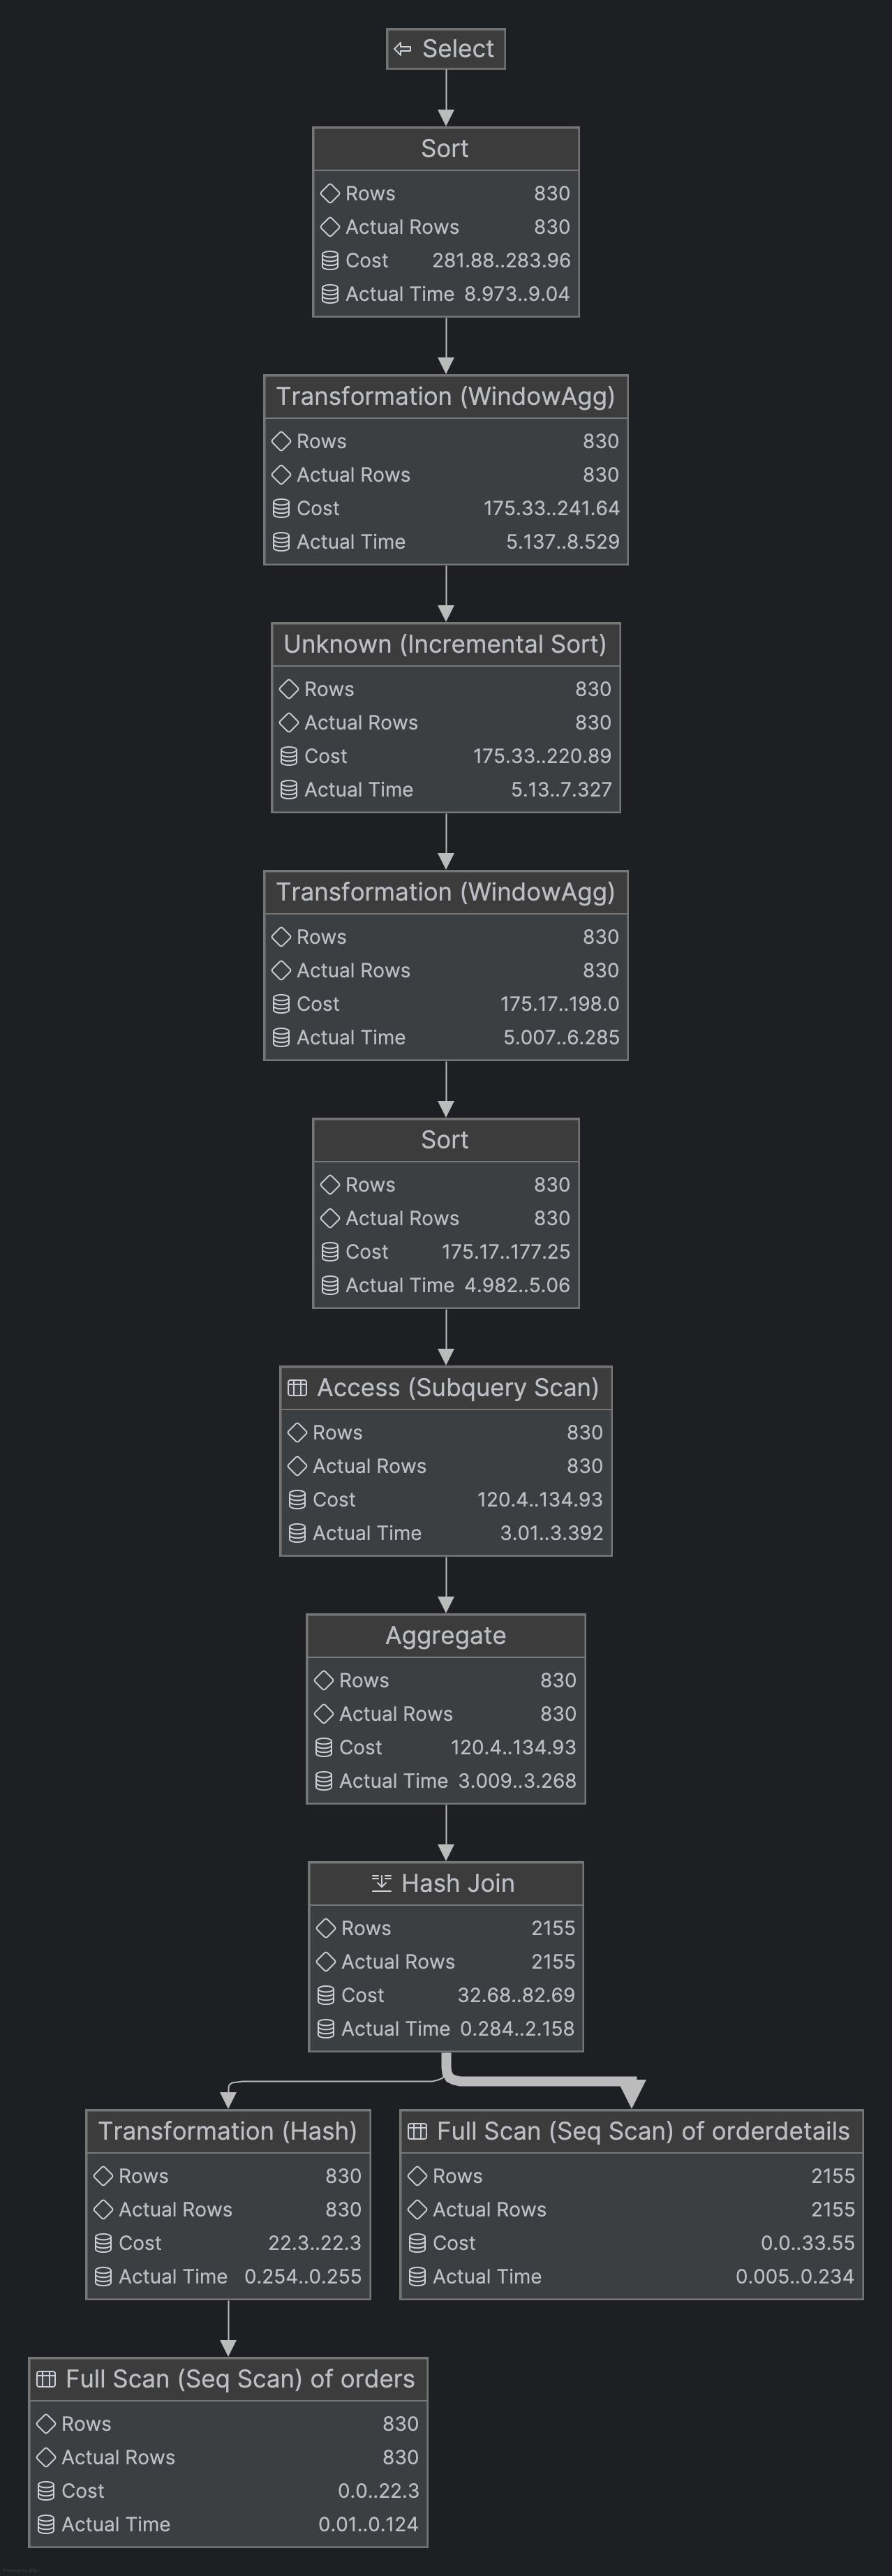 Select
Sort
Rows 830
Actual Rows 830
Cost 281.88..283.96
Actual Time 8.973..9.04
Transformation (WindowAgg)
Rows 830
Actual Rows 830
Cost 175.33..241.64
Actual Time 5.137..8.529
Unknown (Incremental Sort)
Rows 830
Actual Rows 830
Cost 175.33..220.89
Actual Time 5.13..7.327
Transformation (WindowAgg)
Rows 830
Actual Rows 830
Cost 175.17..198.0
Actual Time 5.007..6.285
Sort
Rows 830
Actual Rows 830
Cost 175.17..177.25
Actual Time 4.982..5.06
Access (Subquery Scan)
Rows 830
Actual Rows 830
Cost 120.4..134.93
Actual Time 3.01..3.392
Aggregate
Rows 830
Actual Rows 830
Cost 120.4..134.93
Actual Time 3.009..3.268
Hash Join
Rows 2155
Actual Rows 2155
Cost 32.68..82.69
Actual Time 0.284..2.158
Transformation (Hash)
Rows 830
Actual Rows 830
Cost 22.3..22.3
Actual Time 0.254..0.255
Full Scan (Seq Scan) of orderdetails
Rows 2155
Actual Rows 2155
Cost 0.0..33.55
Actual Time 0.005..0.234
Full Scan (Seq Scan) of orders
Rows 830
Actual Rows 830
Cost 0.0..22.3
Actual Time 0.01..0.124